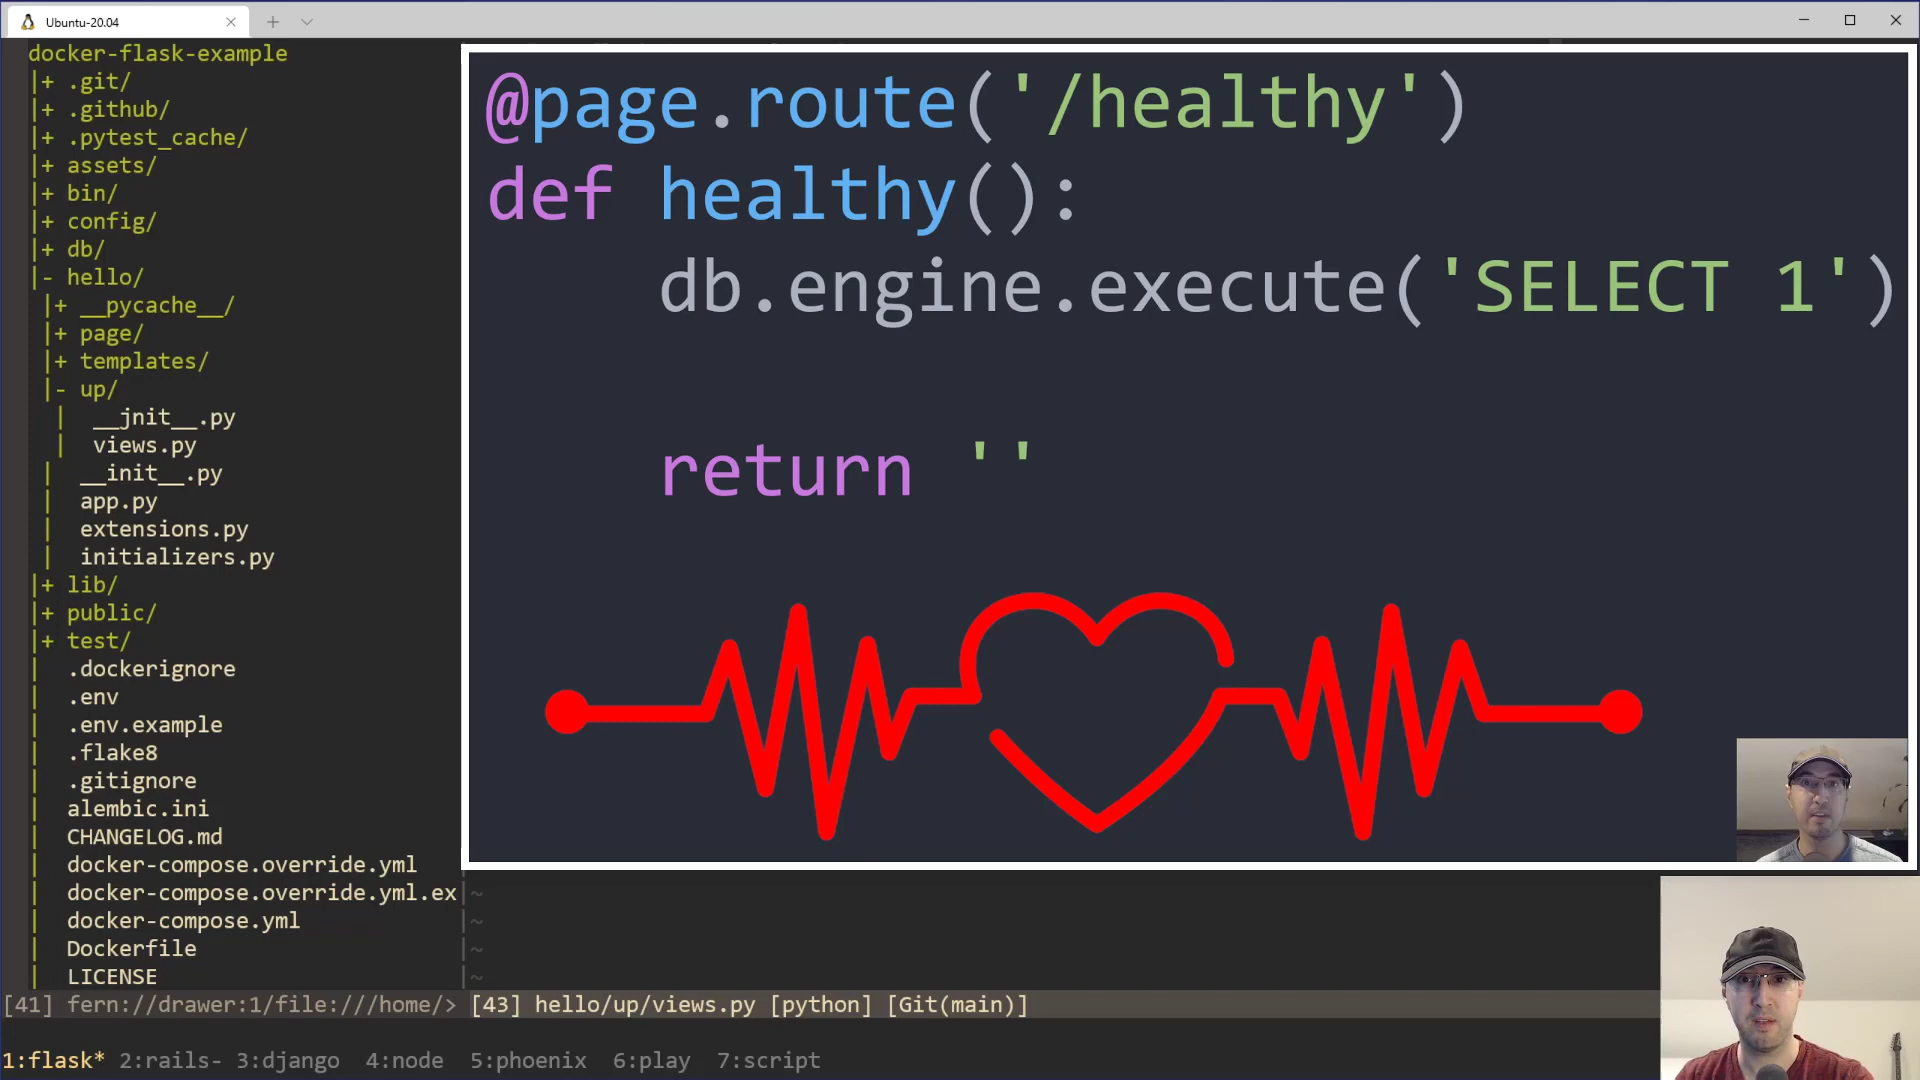 Ubuntu-20.04
docker-flask-example
|+ .git/
|+ .github/
|+ .pytest_cache/
|+ assets/
|+ bin/
|+ config/
|+ db/
|- hello/
|+ __pycache__/
|+ page/
|+ templates/
|- up/
| __jnit__.py
| views.py
| __init__.py
| app.py
| extensions.py
| initializers.py
|+ lib/
|+ public/
|+ test/
| .dockerignore
| .env
| .env.example
| .flake8
| .gitignore
| alembic.ini
| CHANGELOG.md
| docker-compose.override.yml
| docker-compose.override.yml.ex
| docker-compose.yml
| Dockerfile
| LICENSE
@page.route('/healthy')
def healthy():
db.engine.execute('SELECT 1')
return ''
~
~
~
~
[41] fern://drawer:1/file:///home/> [43] hello/up/views.py [python] [Git(main)]
1:flask* 2:rails- 3:django 4:node 5:phoenix 6:play 7:script